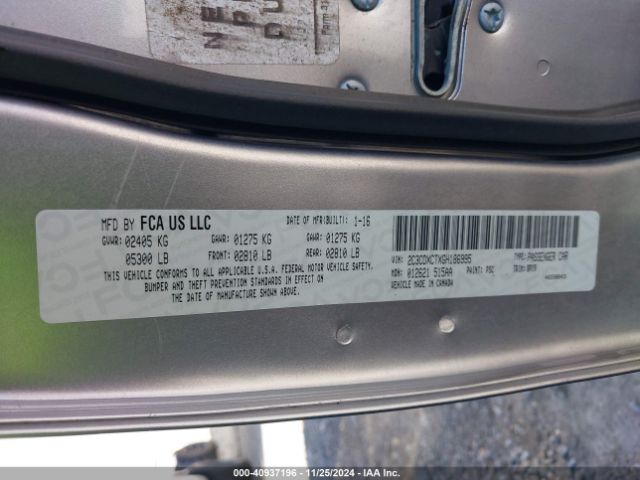 NE
DU
MFD BY FCA US LLC
DATE OF MFR(BUILT): 1-16
GVWR: 02405 KG GAWR: 01275 KG GAWR: 01275 KG
05300 LB FRONT: 02810 LB REAR: 02810 LB
THIS VEHICLE CONFORMS TO ALL APPLICABLE U.S.A. FEDERAL MOTOR VEHICLE SAFETY,
BUMPER AND THEFT PREVENTION STANDARDS IN EFFECT ON
THE DATE OF MANUFACTURE SHOWN ABOVE.
TYPE: PASSENGER CAR
MDH: 012621 515AA PAINT: PSC
VEHICLE MADE IN CANADA
000-40937196 - 11/25/2024 - IAA Inc.